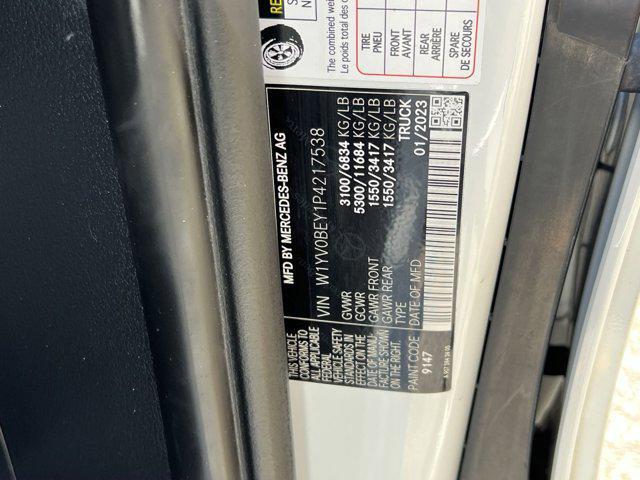 MFD BY MERCEDES-BENZ AG
VIN W1YV0BEY1P4217538
GVWR 3100/6834 KG/LB
GCWR 5300/11684 KG/LB
GAWR FRONT 1550/3417 KG/LB
GAWR REAR 1550/3417 KG/LB
TYPE TRUCK
DATE OF MFD 01/2023
THIS VEHICLE
CONFORMS TO
ALL APPLICABLE
FEDERAL
VEHICLE SAFETY
STANDARDS IN
EFFECT ON THE
DATE OF MANU-
FACTURE SHOWN
ON THE RIGHT.
PAINT CODE
9147
The combined wei
Le poids total des o
TIRE
PNEU
FRONT
AVANT
REAR
ARRIÈRE
SPARE
DE SECOURS